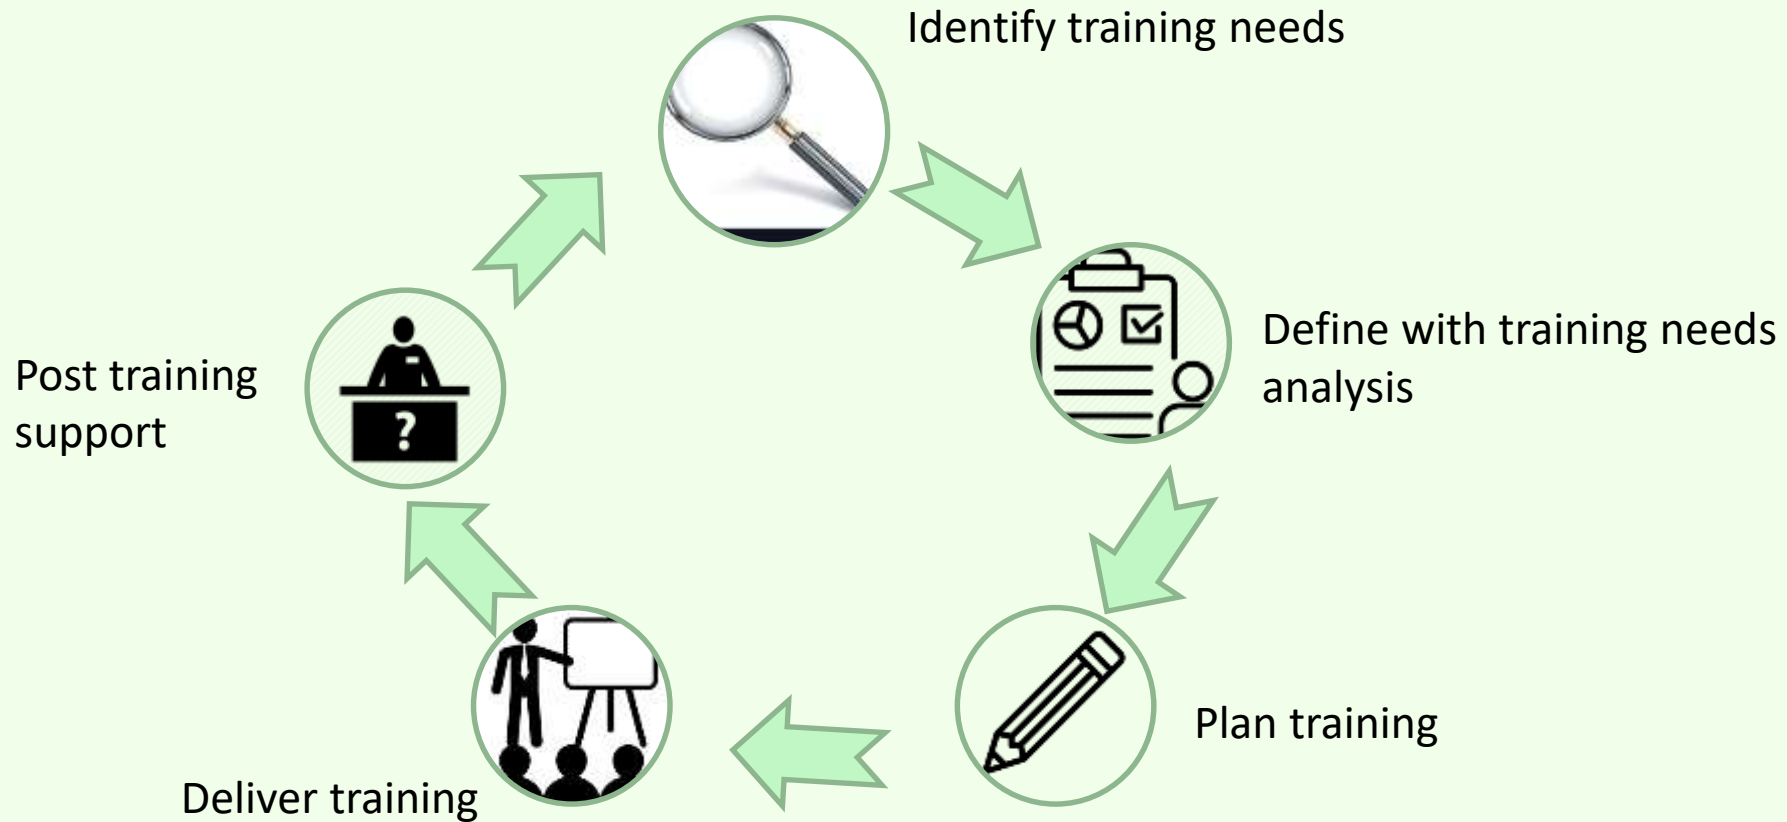 Identify training needs
Define with training needs
analysis
Plan training
Deliver training
Post training
support
?